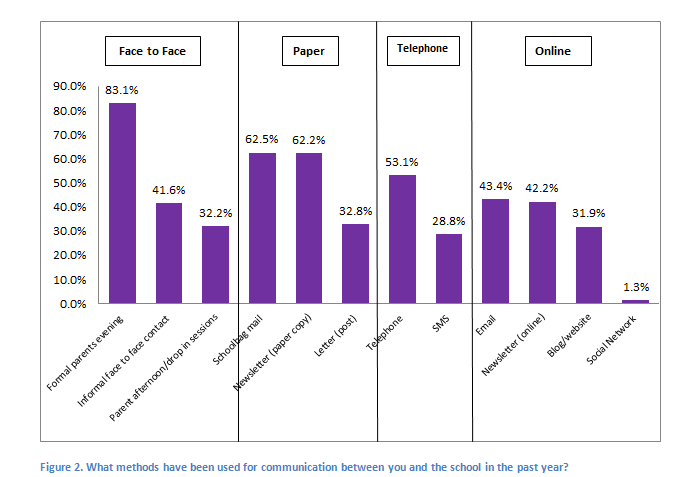 Face to Face
Paper
Telephone
Online
90.0%
80.0%
70.0%
60.0%
50.0%
40.0%
30.0%
20.0%
10.0%
0.0%
83.1%
41.6%
32.2%
62.5%
62.2%
32.8%
53.1%
28.8%
43.4%
42.2%
31.9%
1.3%
Formal parents evening
Informal face to face contact
Parent afternoon/drop in sessions
Schoolbag mail
Newsletter (paper copy)
Letter (post)
Telephone
SMS
Email
Newsletter (online)
Blog/website
Social Network
Figure 2. What methods have been used for communication between you and the school in the past year?